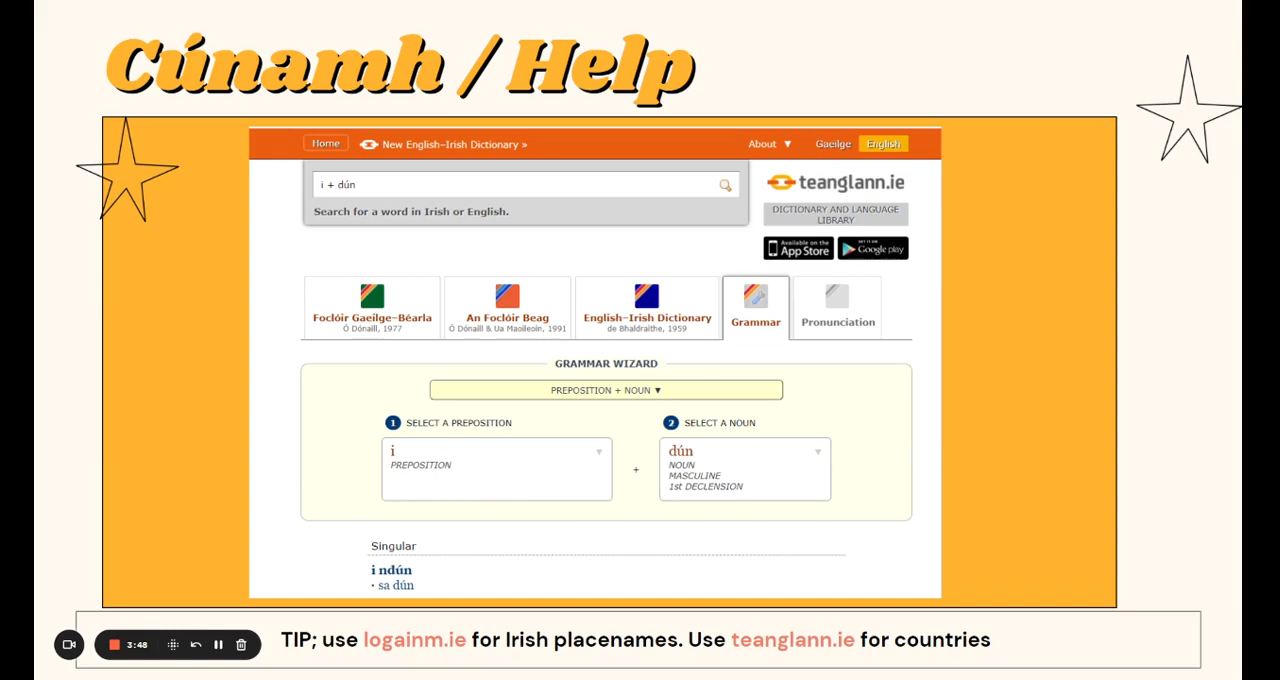 Cúnamh / Help
Home
New English–Irish Dictionary »
About ▼
Gaeilge
English
i + dún
Search for a word in Irish or English.
teanglann.ie
DICTIONARY AND LANGUAGE
LIBRARY
Available on the
App Store
GET IT ON
Google play
Foclóir Gaeilge–Béarla
Ó Dónaill, 1977
An Foclóir Beag
Ó Dónaill & Ua Maoileoin, 1991
English–Irish Dictionary
de Bhaldraithe, 1959
Grammar
Pronunciation
GRAMMAR WIZARD
PREPOSITION + NOUN ▼
1 SELECT A PREPOSITION
i
PREPOSITION
+
2 SELECT A NOUN
dún
NOUN
MASCULINE
1st DECLENSION
Singular
i ndún
• sa dún
3:48
TIP; use logainm.ie for Irish placenames. Use teanglann.ie for countries